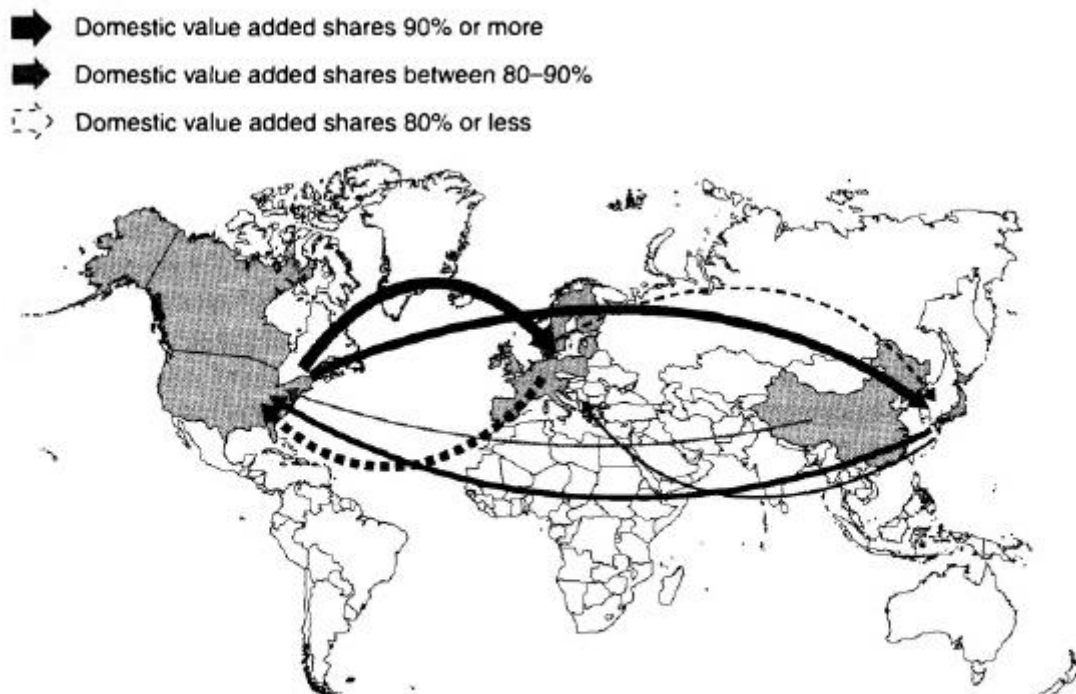 Domestic value added shares 90% or more
Domestic value added shares between 80–90%
Domestic value added shares 80% or less